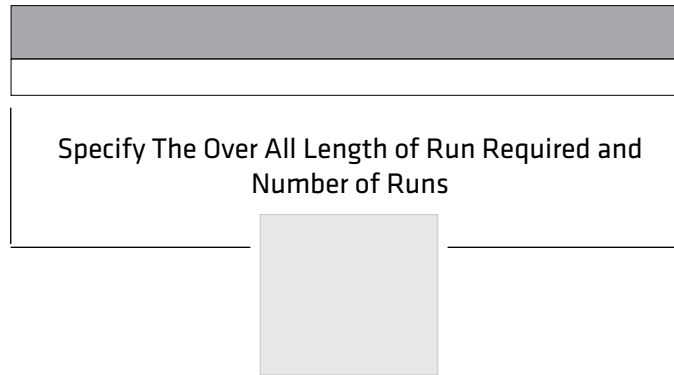 Specify The Over All Length of Run Required and
Number of Runs